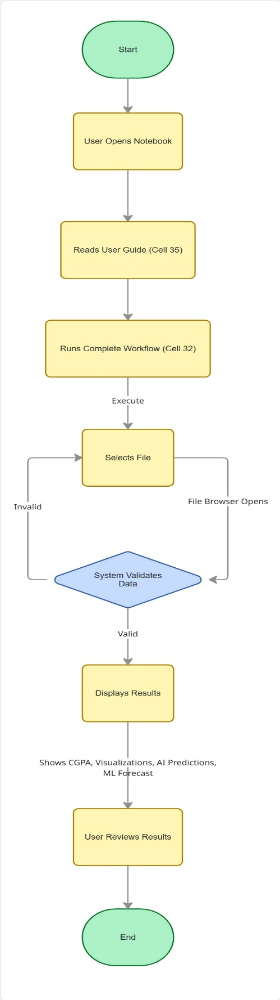 Start
User Opens Notebook
Reads User Guide (Cell 35)
Runs Complete Workflow (Cell 32)
Execute
Selects File
File Browser Opens
Invalid
System Validates
Data
Valid
Displays Results
Shows CGPA, Visualizations, AI Predictions,
ML Forecast
User Reviews Results
End